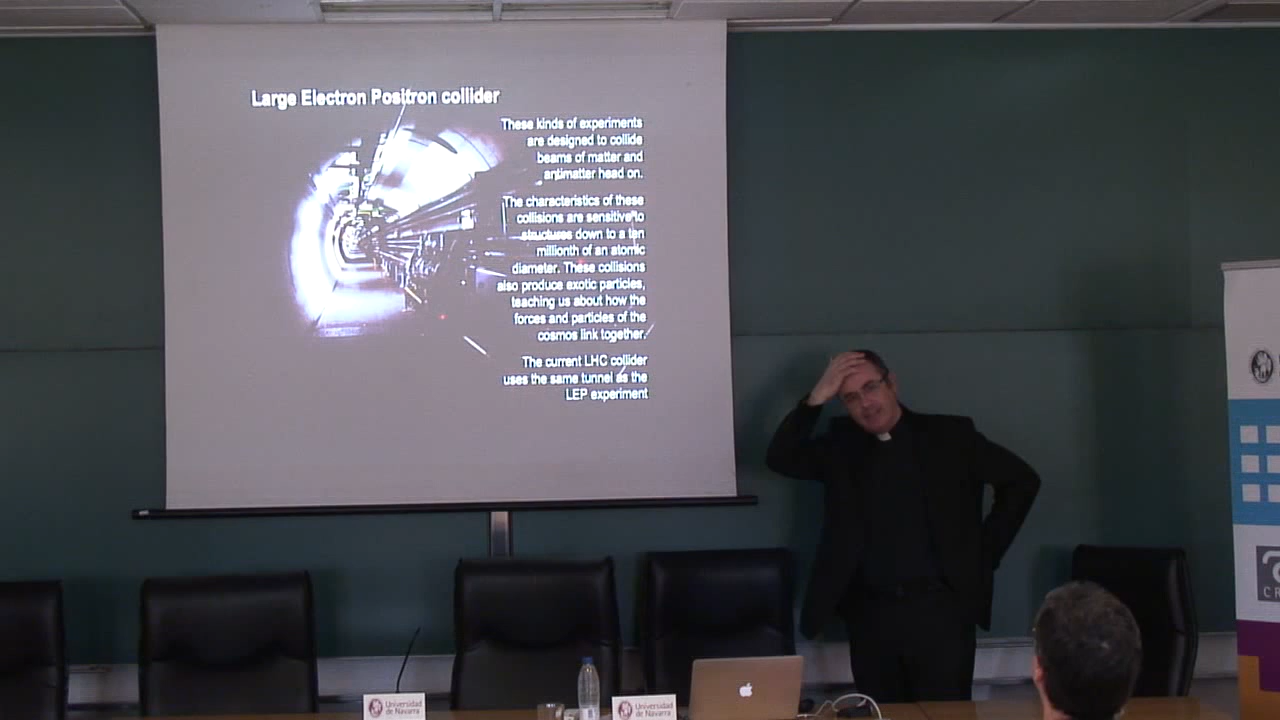 Large Electron Positron collider
These kinds of experiments
are designed to collide
beams of matter and
antimatter head on.
The characteristics of these
collisions are sensitive to
structures down to a ten
millionth of an atomic
diameter. These collisions
also produce exotic particles,
teaching us about how the
forces and particles of the
cosmos link together.
The current LHC collider
uses the same tunnel as the
LEP experiment
Universidad
de Navarra
Universidad
de Navarra